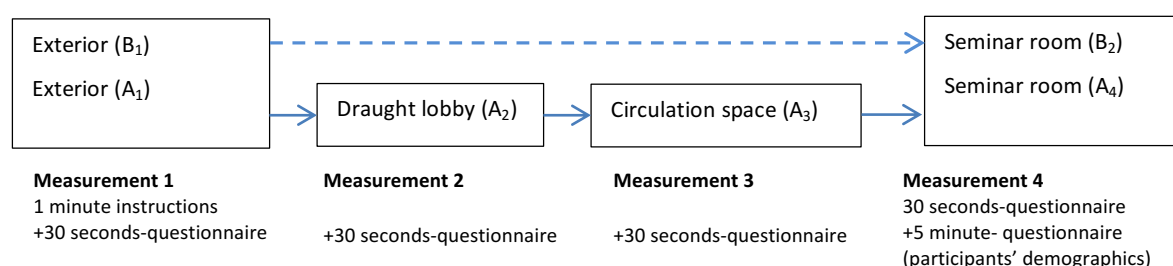 Exterior (B₁)
Exterior (A₁)
Draught lobby (A₂)
Circulation space (A₃)
Seminar room (B₂)
Seminar room (A₄)
Measurement 1
1 minute instructions
+30 seconds-questionnaire
Measurement 2
+30 seconds-questionnaire
Measurement 3
+30 seconds-questionnaire
Measurement 4
30 seconds-questionnaire
+5 minute- questionnaire
(participants’ demographics)